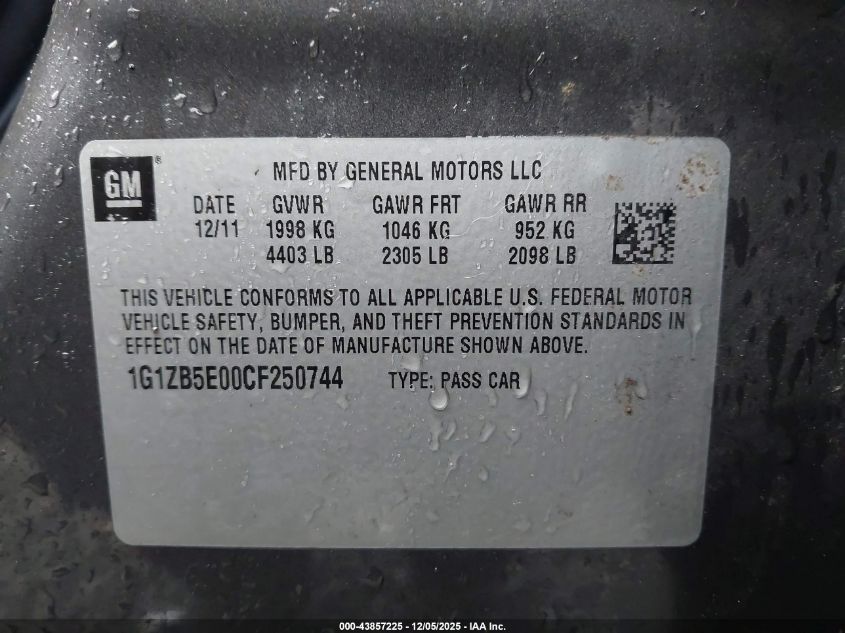 GM®
MFD BY GENERAL MOTORS LLC
DATE GVWR GAWR FRT GAWR RR
12/11 1998 KG 1046 KG 952 KG
4403 LB 2305 LB 2098 LB
THIS VEHICLE CONFORMS TO ALL APPLICABLE U.S. FEDERAL MOTOR
VEHICLE SAFETY, BUMPER, AND THEFT PREVENTION STANDARDS IN
EFFECT ON THE DATE OF MANUFACTURE SHOWN ABOVE.
1G1ZB5E00CF250744 TYPE: PASS CAR
000-43857225 - 12/05/2025 - IAA Inc.